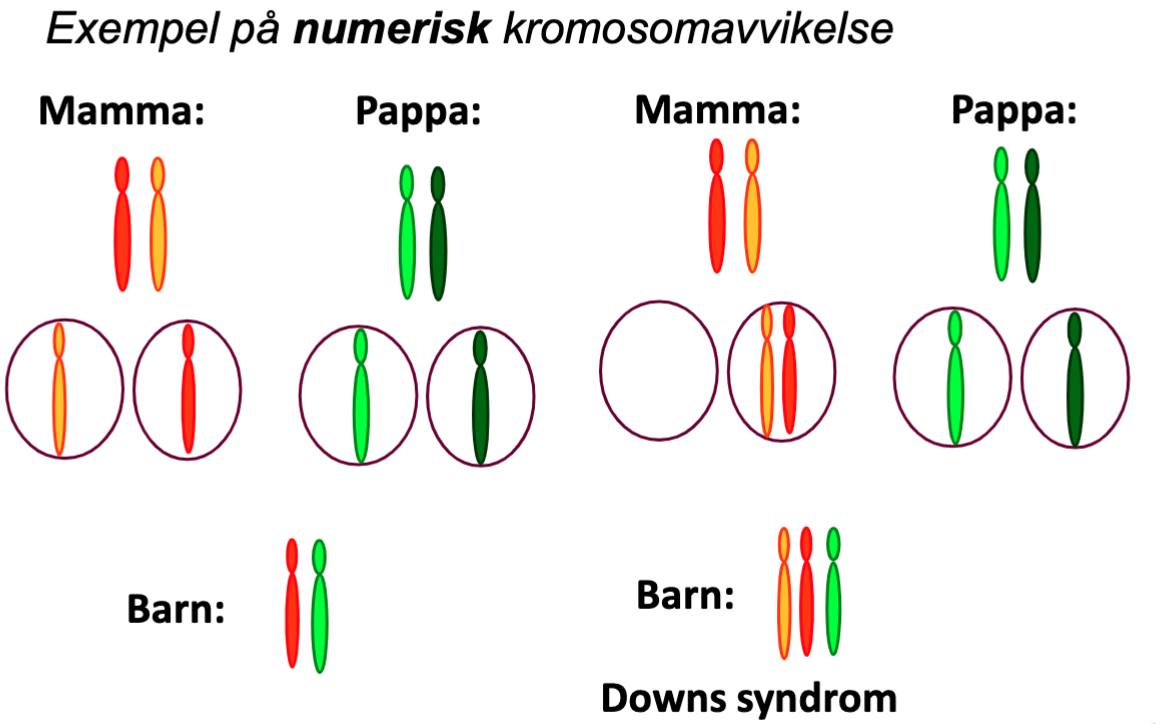 Exempel på numerisk kromosomavvikelse
Mamma:
Pappa:
Mamma:
Pappa:
Barn:
Barn:
Downs syndrom